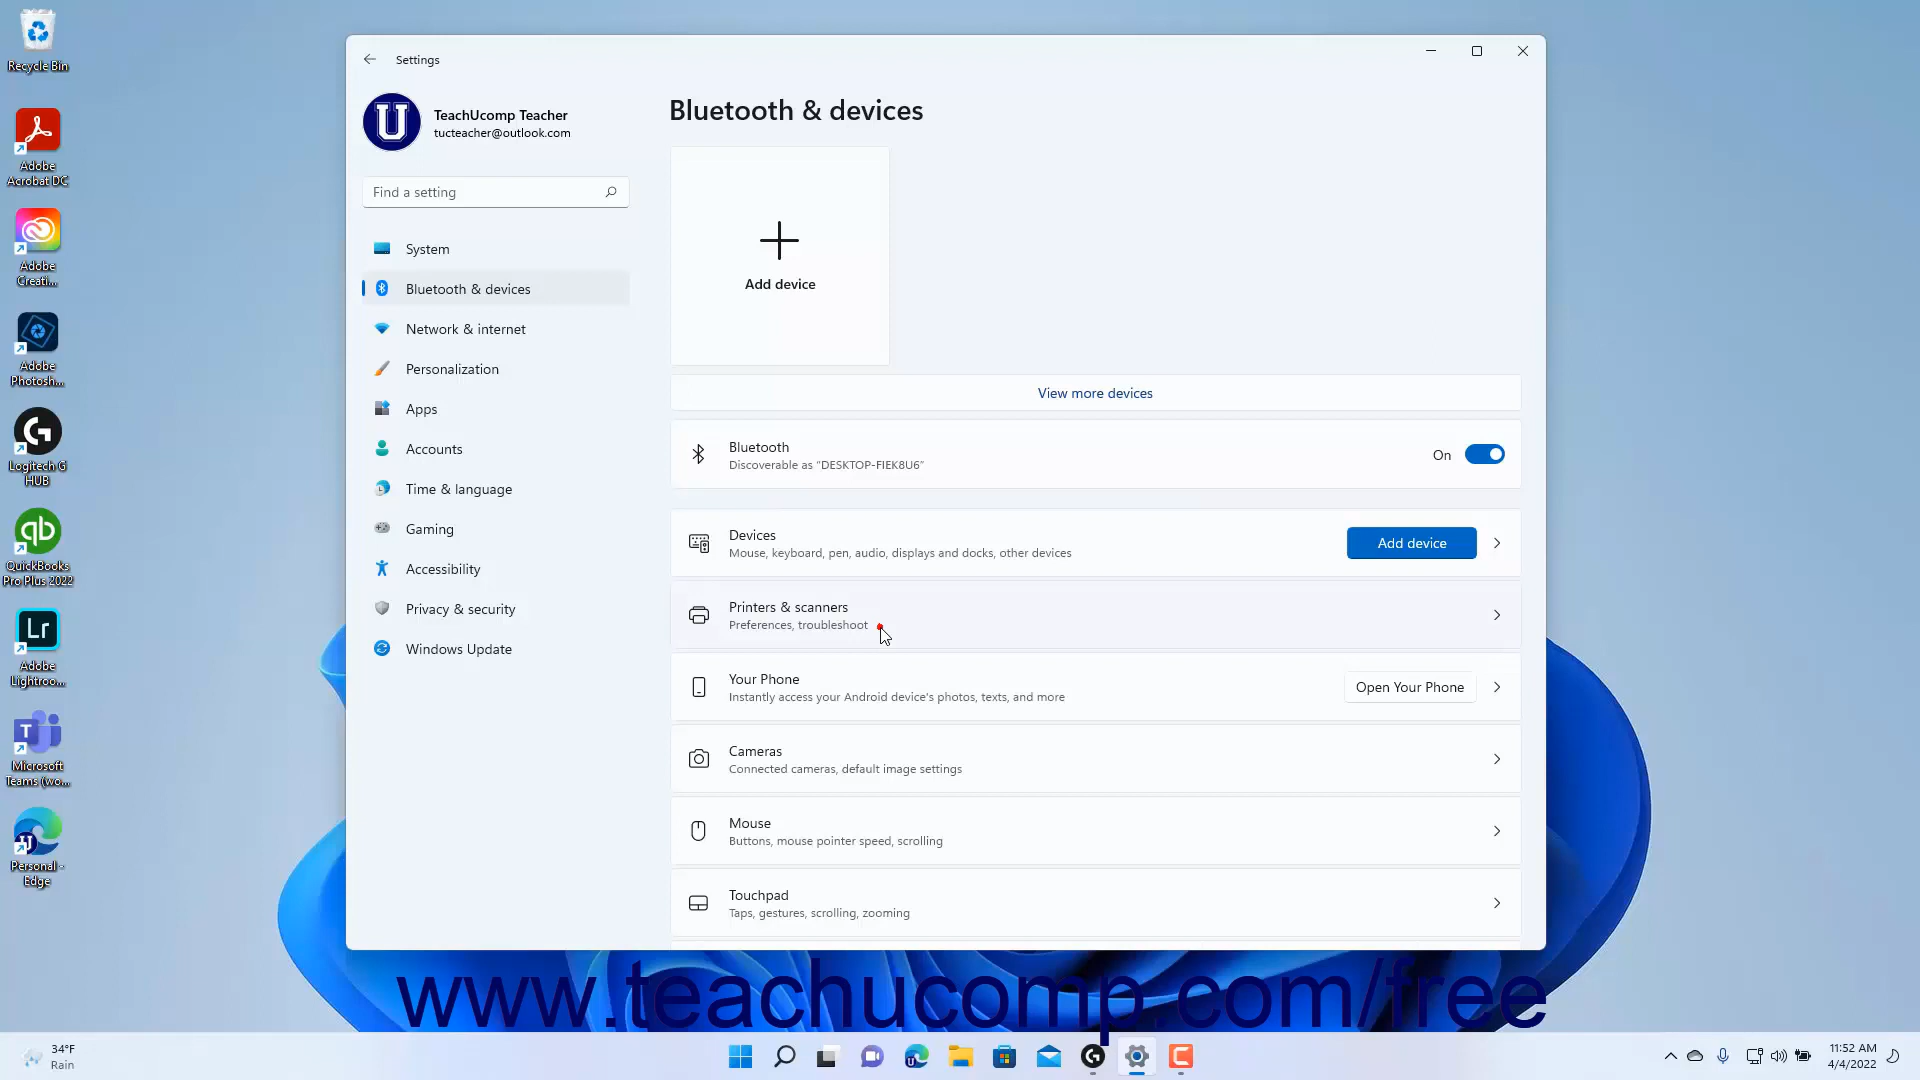 Recycle Bin
Adobe
Acrobat DC
Adobe
Creati...
Adobe
Photosh...
Logitech G
HUB
QuickBooks
Pro Plus 2022
Lr
Adobe
Lightroo...
Microsoft
Teams (wo...
Personal -
Edge
Settings
TeachUcomp Teacher
tucteacher@outlook.com
Find a setting
System
Bluetooth & devices
Network & internet
Personalization
Apps
Accounts
Time & language
Gaming
Accessibility
Privacy & security
Windows Update
Bluetooth & devices
Add device
View more devices
Bluetooth
Discoverable as "DESKTOP-FIEK8U6"
On
Devices
Mouse, keyboard, pen, audio, displays and docks, other devices
Add device
Printers & scanners
Preferences, troubleshoot
Your Phone
Instantly access your Android device's photos, texts, and more
Open Your Phone
Cameras
Connected cameras, default image settings
Mouse
Buttons, mouse pointer speed, scrolling
Touchpad
Taps, gestures, scrolling, zooming
www.teachucomp.com/free
34°F
Rain
11:52 AM
4/4/2022